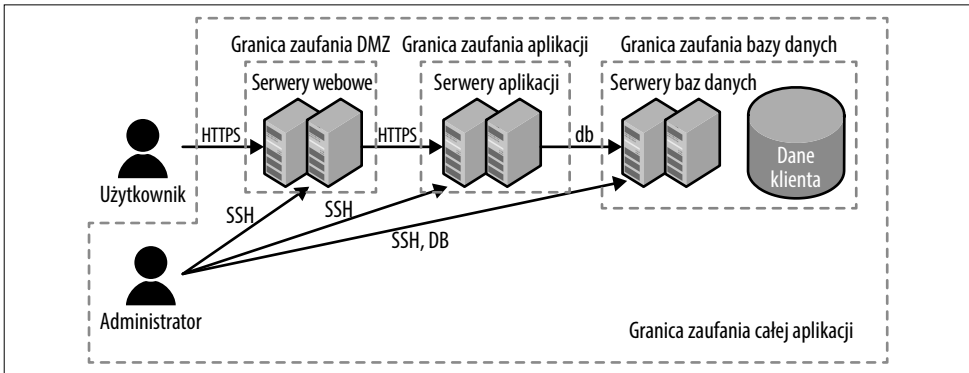 Granica zaufania DMZ
Granica zaufania aplikacji
Granica zaufania bazy danych
Serwery webowe
Serwery aplikacji
Serwery baz danych
HTTPS
HTTPS
db
Dane
klienta
Użytkownik
SSH
SSH
SSH, DB
Administrator
Granica zaufania całej aplikacji